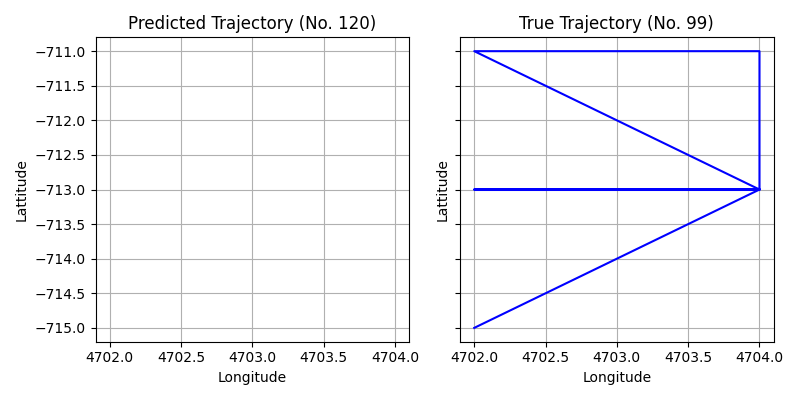 Predicted Trajectory (No. 120)
Lattitude
−711.0
−711.5
−712.0
−712.5
−713.0
−713.5
−714.0
−714.5
−715.0
4702.0 4702.5 4703.0 4703.5 4704.0
Longitude
True Trajectory (No. 99)
Lattitude
4702.0 4702.5 4703.0 4703.5 4704.0
Longitude